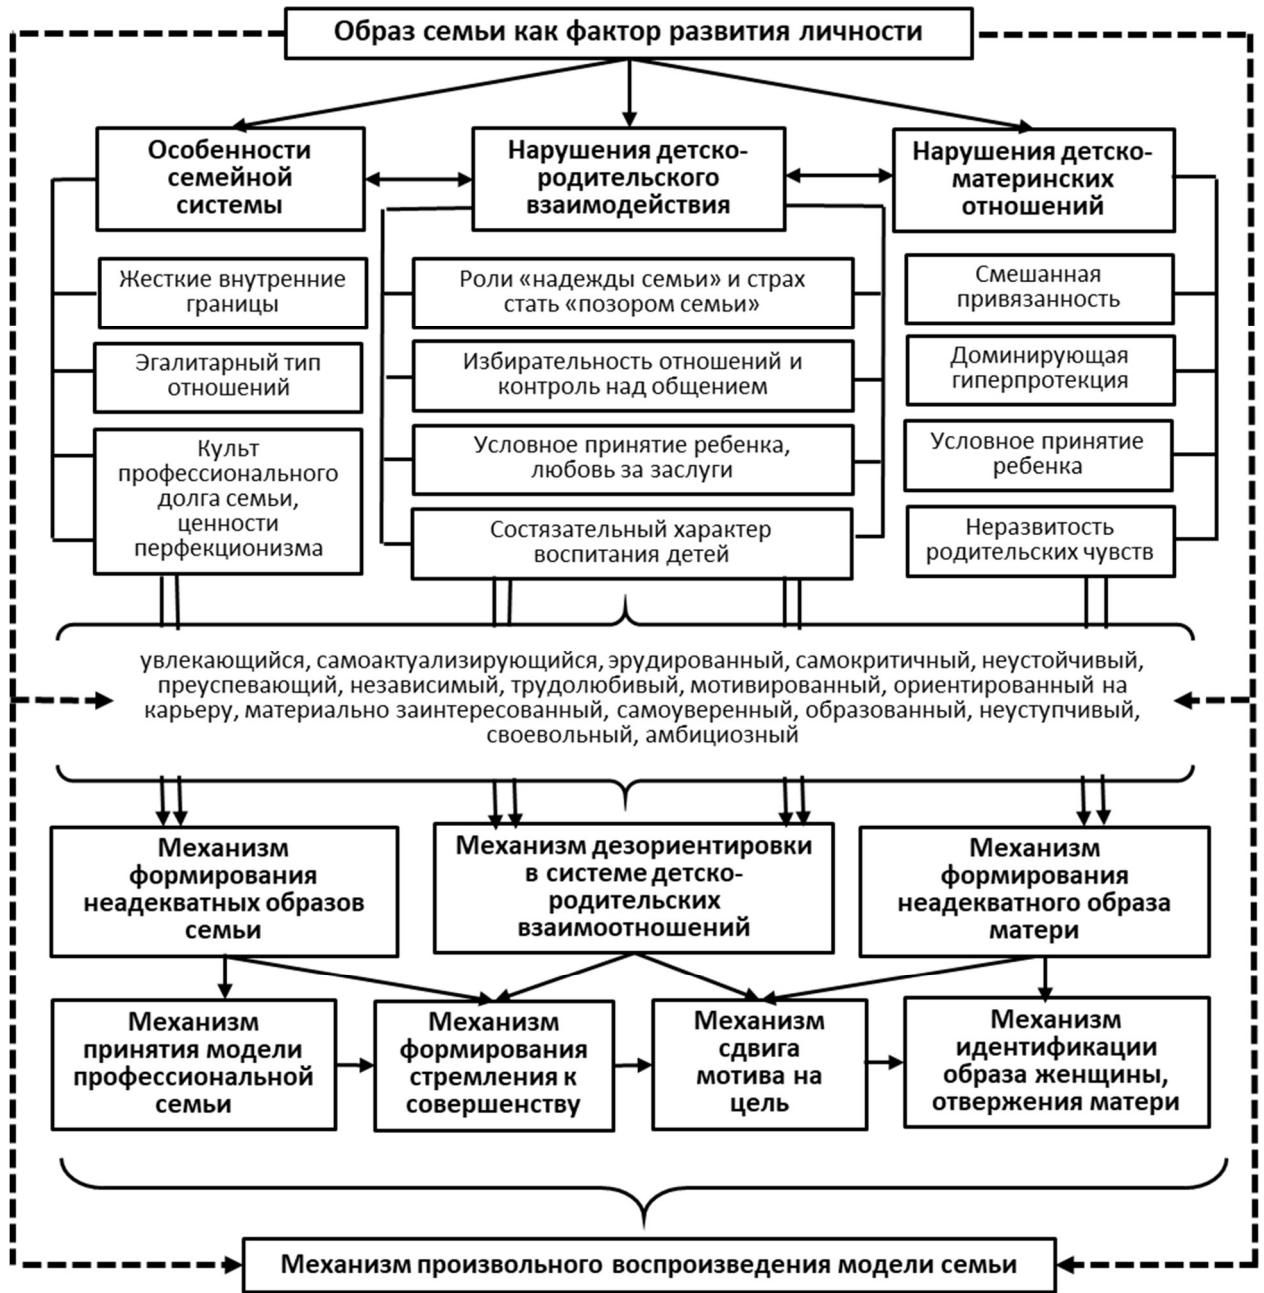 Образ семьи как фактор развития личности
Особенности
семейной
системы
Нарушения детско-
родительского
взаимодействия
Нарушения детско-
материнских
отношений
Жесткие внутренние
границы
Эгалитарный тип
отношений
Культ
профессионального
долга семьи,
ценности
перфекционизма
Роли «надежды семьи» и страх
стать «позором семьи»
Избирательность отношений и
контроль над общением
Условное принятие ребенка,
любовь за заслуги
Состязательный характер
воспитания детей
Смешанная
привязанность
Доминирующая
гиперпротекция
Условное принятие
ребенка
Неразвитость
родительских чувств
увлекающийся, самоактуализирующийся, эрудированный, самокритичный, неустойчивый,
преуспевающий, независимый, трудолюбивый, мотивированный, ориентированный на
карьеру, материально заинтересованный, самоуверенный, образованный, неуступчивый,
своевольный, амбициозный
Механизм
формирования
неадекватных образов
семьи
Механизм дезориентировки
в системе детско-
родительских
взаимоотношений
Механизм
формирования
неадекватного образа
матери
Механизм
принятия модели
профессиональной
семьи
Механизм
формирования
стремления к
совершенству
Механизм
сдвига
мотива на
цель
Механизм
идентификации
образа женщины,
отвержения матери
Механизм произвольного воспроизведения модели семьи